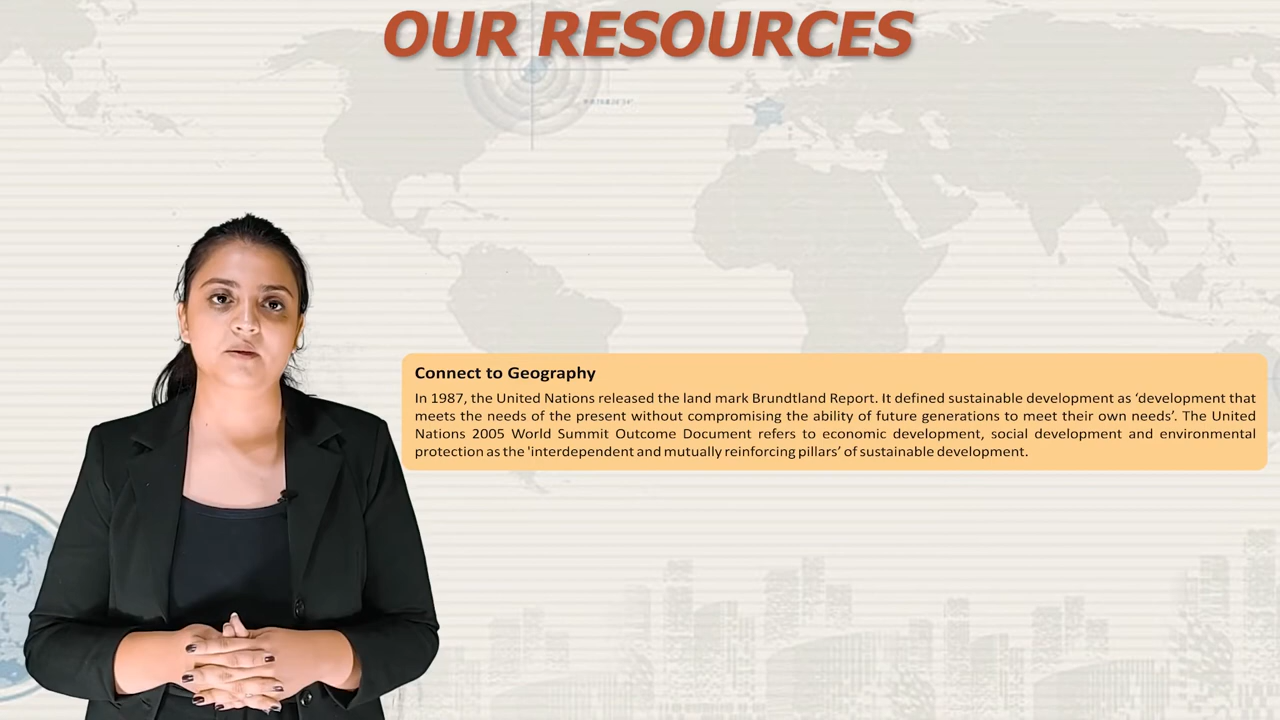 OUR RESOURCES
Connect to Geography
In 1987, the United Nations released the land mark Brundtland Report. It defined sustainable development as ‘development that
meets the needs of the present without compromising the ability of future generations to meet their own needs’. The United
Nations 2005 World Summit Outcome Document refers to economic development, social development and environmental
protection as the 'interdependent and mutually reinforcing pillars’ of sustainable development.